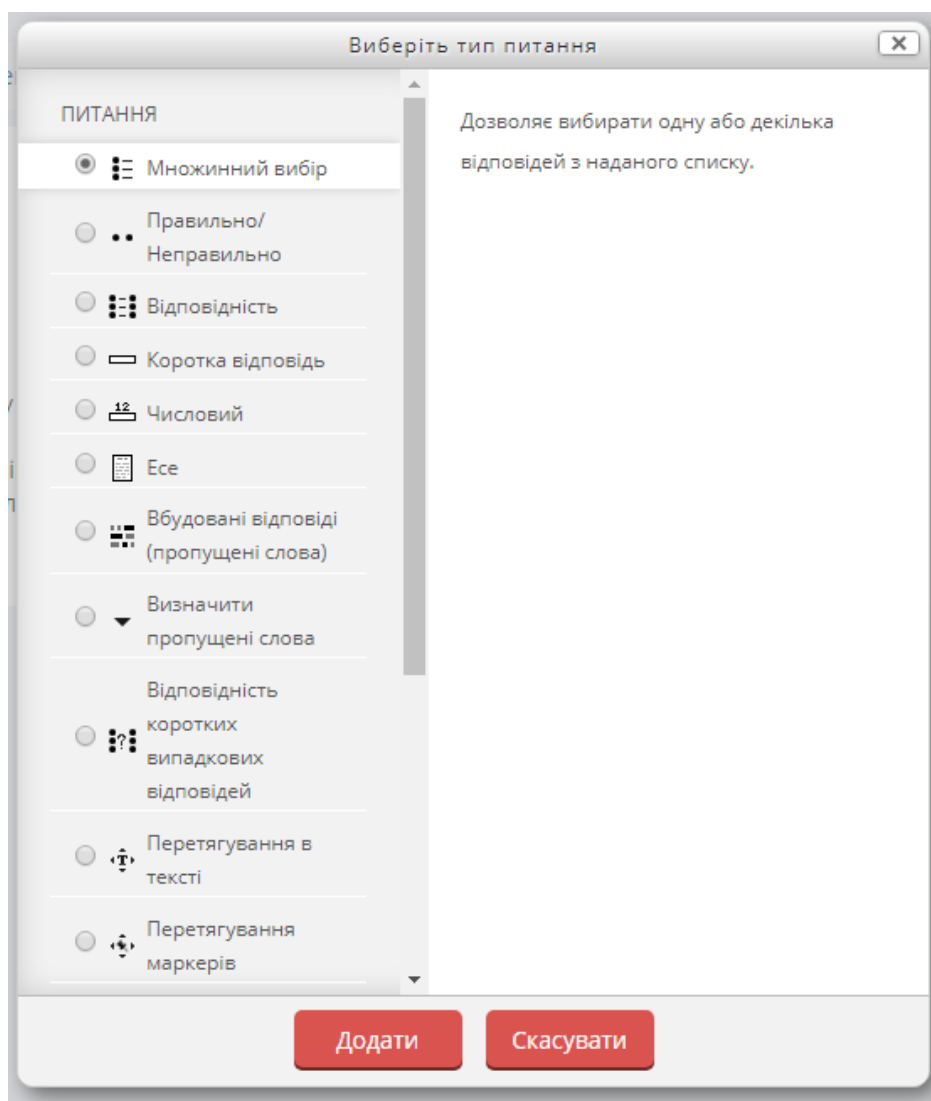 Виберіть тип питання
ПИТАННЯ
Множинний вибір
Правильно/
Неправильно
Відповідність
Коротка відповідь
12
Числовий
Есе
Вбудовані відповіді
(пропущені слова)
Визначити
пропущені слова
Відповідність
коротких
випадкових
відповідей
Перетягування в
тексті
Перетягування
маркерів
Дозволяє вибирати одну або декілька
відповідей з наданого списку.
Додати
Скасувати